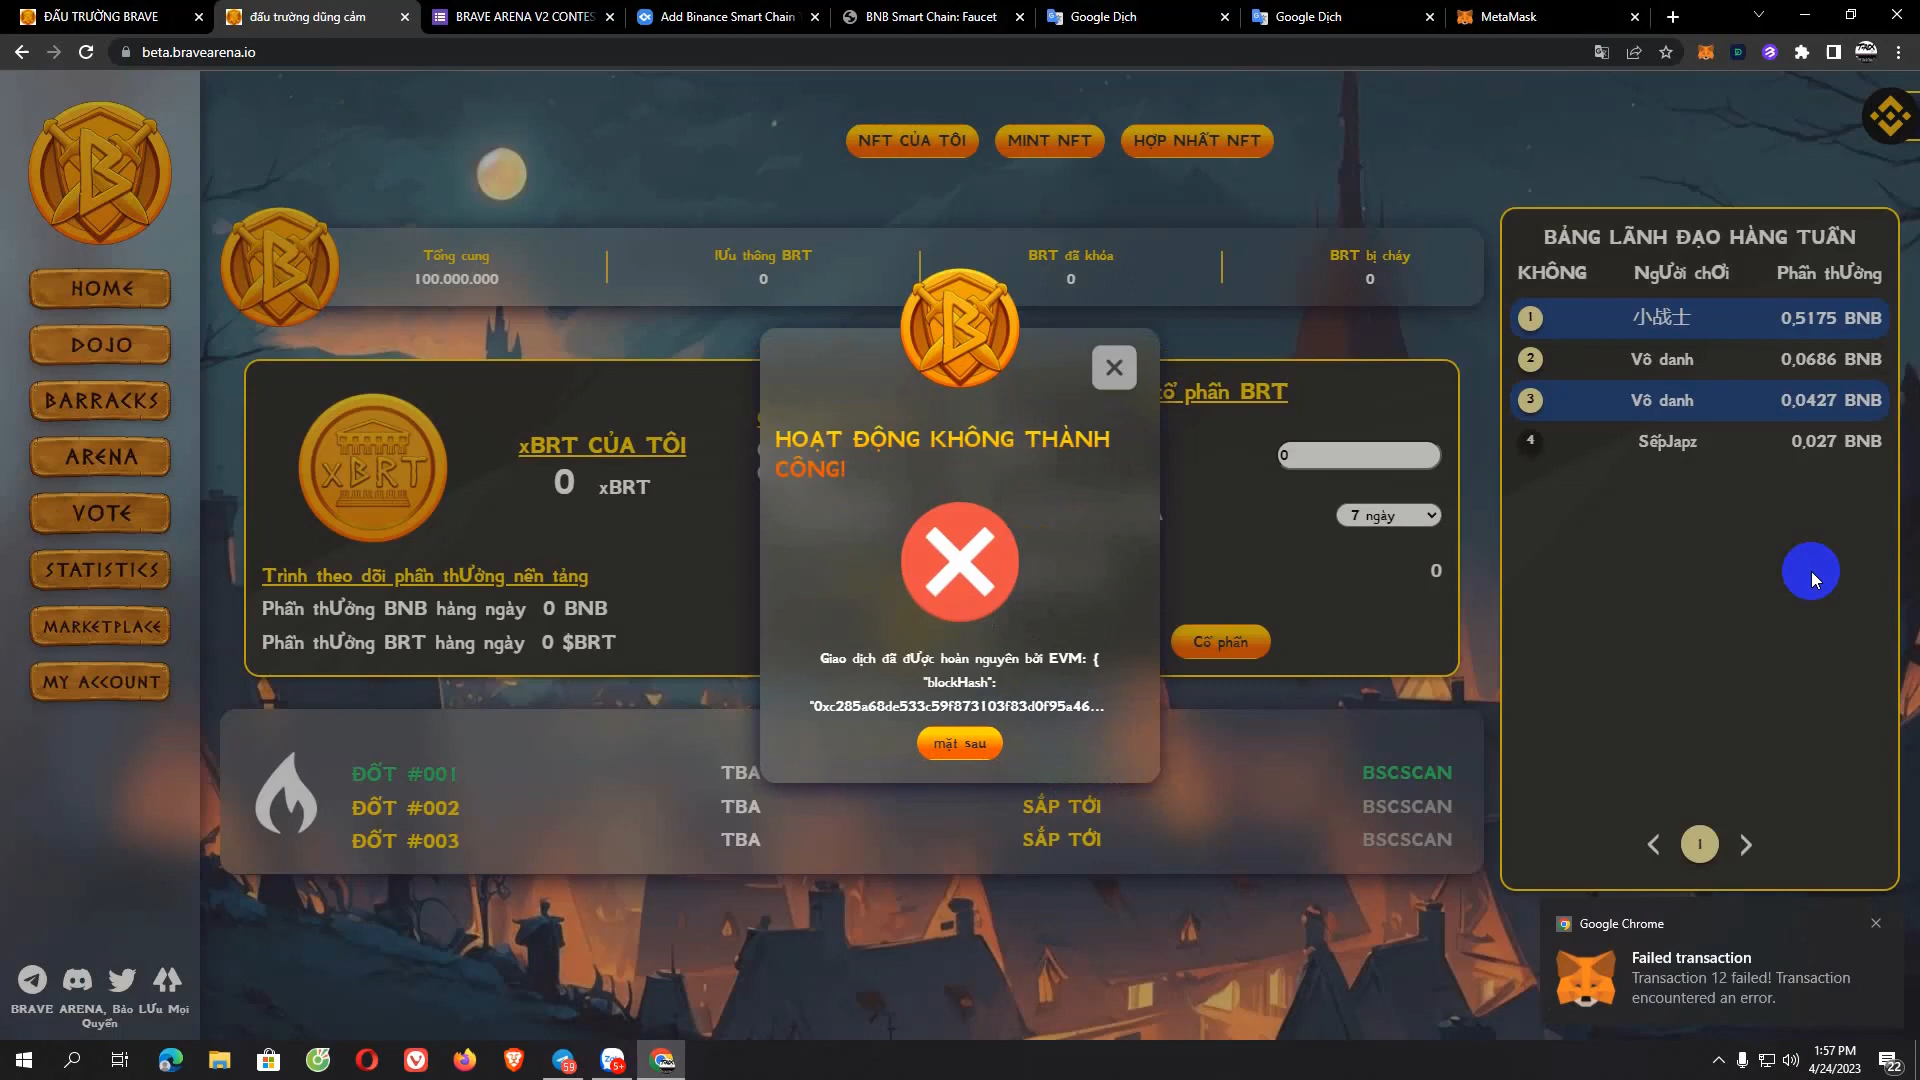 ĐẤU TRƯỜNG BRAVE
đấu trường dũng cảm
BRAVE ARENA V2 CONTES
Add Binance Smart Chain
BNB Smart Chain: Faucet
Google Dịch
Google Dịch
MetaMask
beta.bravearena.io
NFT CỦA TÔI
MINT NFT
HỢP NHẤT NFT
HOME
DOJO
BARRACKS
ARENA
VOTE
STATISTICS
MARKETPLACE
MY ACCOUNT
Tổng cung
100.000.000
lƯu thông BRT
0
BRT đã khóa
0
BRT bị cháy
0
xBRT
xBRT CỦA TÔI
0 xBRT
Trình theo dõi phần thƯởng nền tảng
Phần thƯởng BNB hàng ngày 0 BNB
Phần thƯởng BRT hàng ngày 0 $BRT
cổ phần BRT
0
7 ngày
0
Cổ phần
HOẠT ĐỘNG KHÔNG THÀNH
CÔNG!
Giao dịch đã đƯợc hoàn nguyên bởi EVM: {
"blockHash":
"0xc285a68de533c59f873103f83d0f95a46...
mặt sau
ĐỐT #001
TBA
BSCSCAN
ĐỐT #002
TBA
SẮP TỚI
BSCSCAN
ĐỐT #003
TBA
SẮP TỚI
BSCSCAN
BẢNG LÃNH ĐẠO HÀNG TUẦN
KHÔNG
NgƯời chƠi
Phần thƯởng
1
小战士
0,5175 BNB
2
Vô danh
0,0686 BNB
3
Vô danh
0,0427 BNB
4
SếpJapz
0,027 BNB
1
BRAVE ARENA, Bảo LƯu Mọi
Quyền
Google Chrome
Failed transaction
Transaction 12 failed! Transaction
encountered an error.
59
5+
1:57 PM
4/24/2023
22